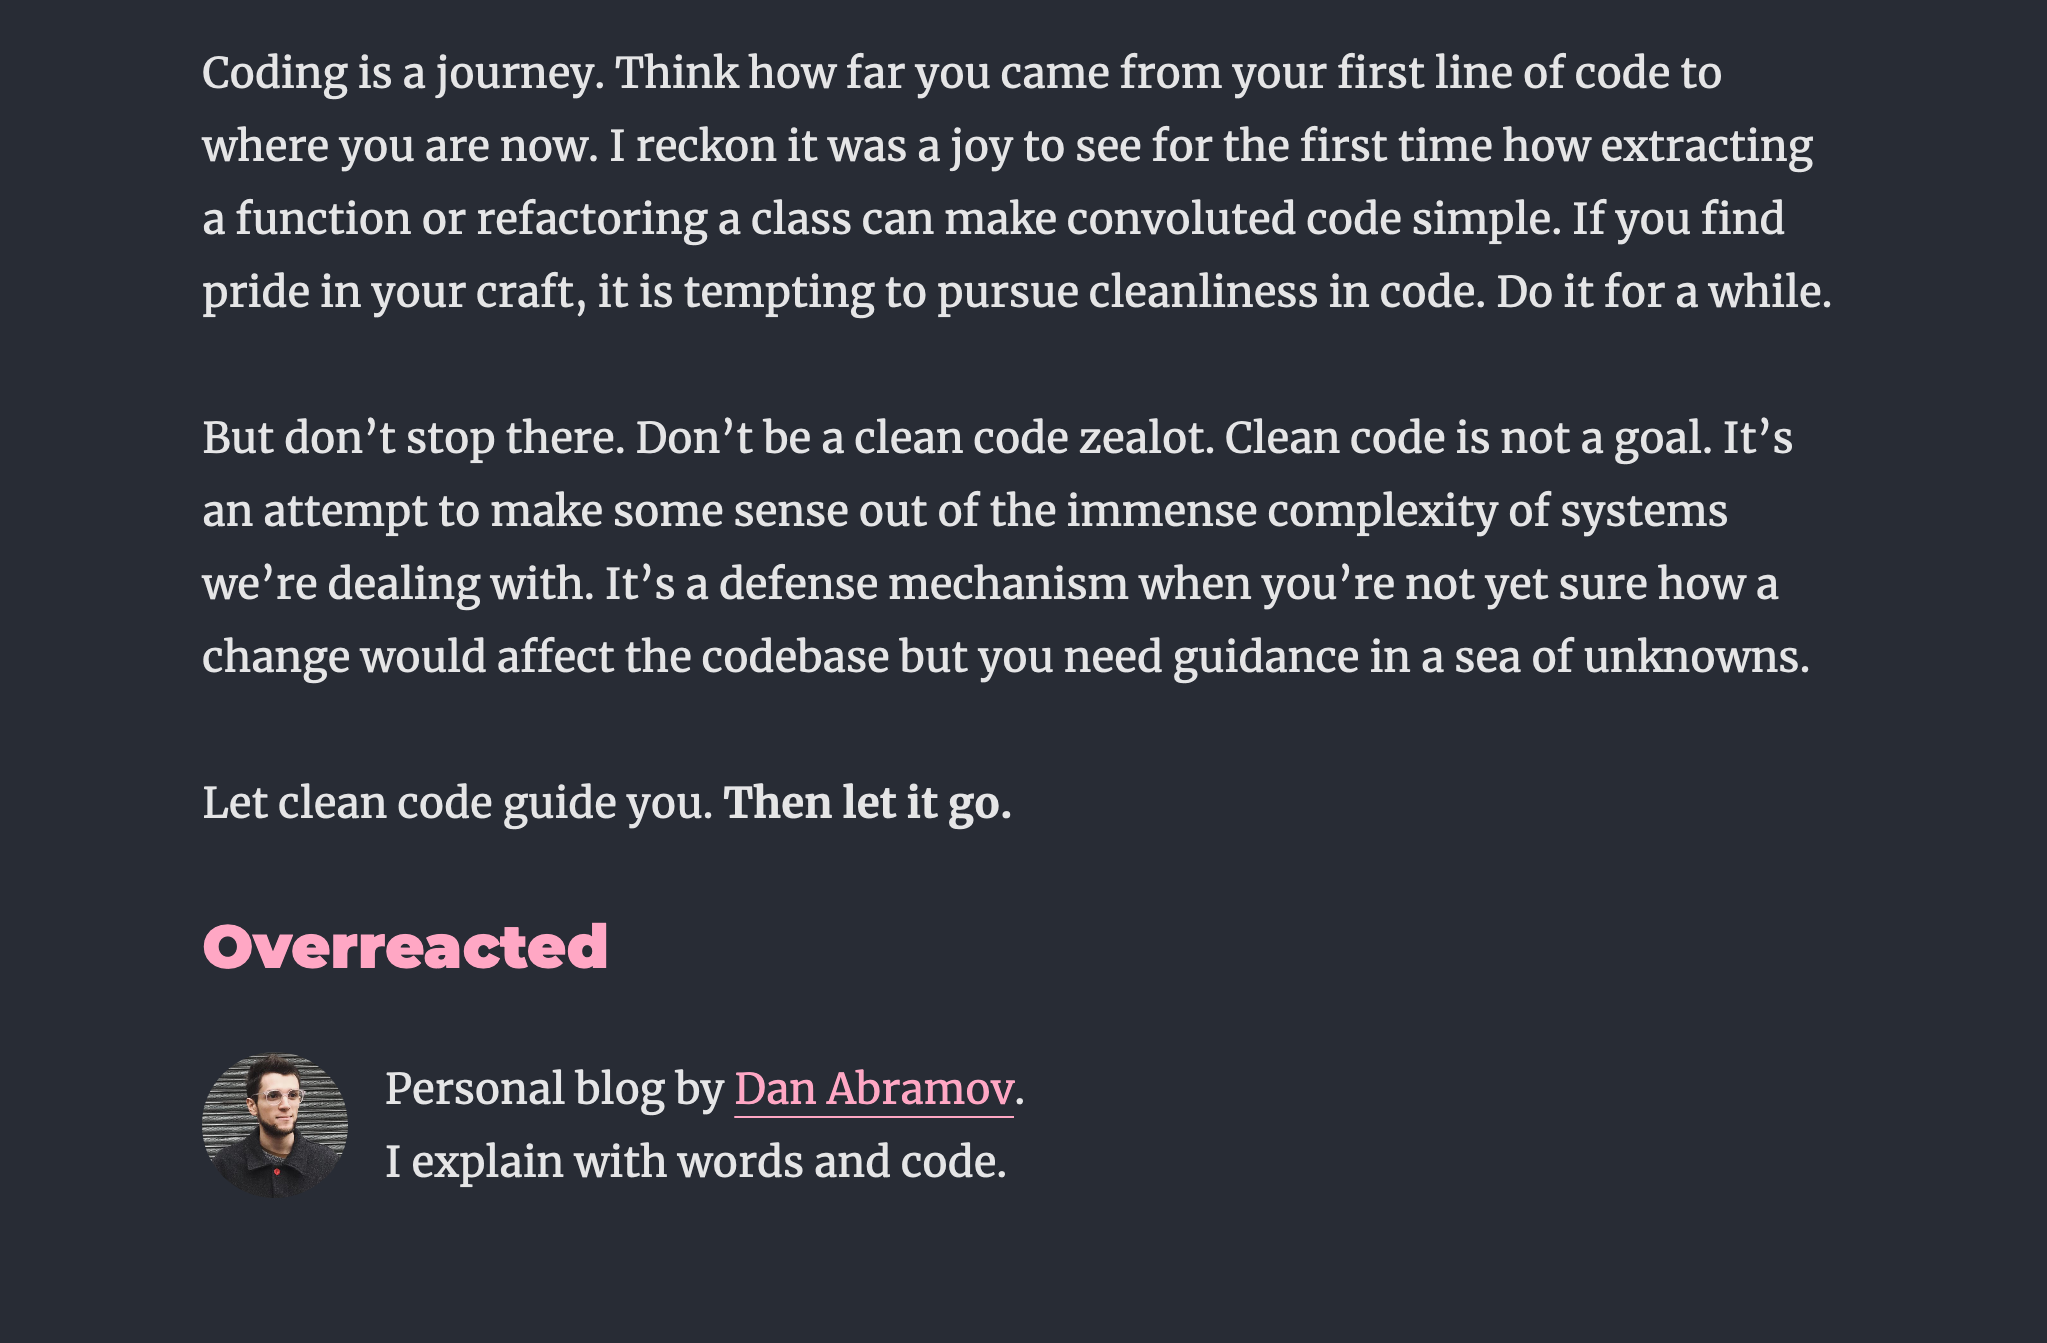 Coding is a journey. Think how far you came from your first line of code to
where you are now. I reckon it was a joy to see for the first time how extracting
a function or refactoring a class can make convoluted code simple. If you find
pride in your craft, it is tempting to pursue cleanliness in code. Do it for a while.
But don’t stop there. Don’t be a clean code zealot. Clean code is not a goal. It’s
an attempt to make some sense out of the immense complexity of systems
we’re dealing with. It’s a defense mechanism when you’re not yet sure how a
change would affect the codebase but you need guidance in a sea of unknowns.
Let clean code guide you. Then let it go.
Overreacted
Personal blog by Dan Abramov.
I explain with words and code.